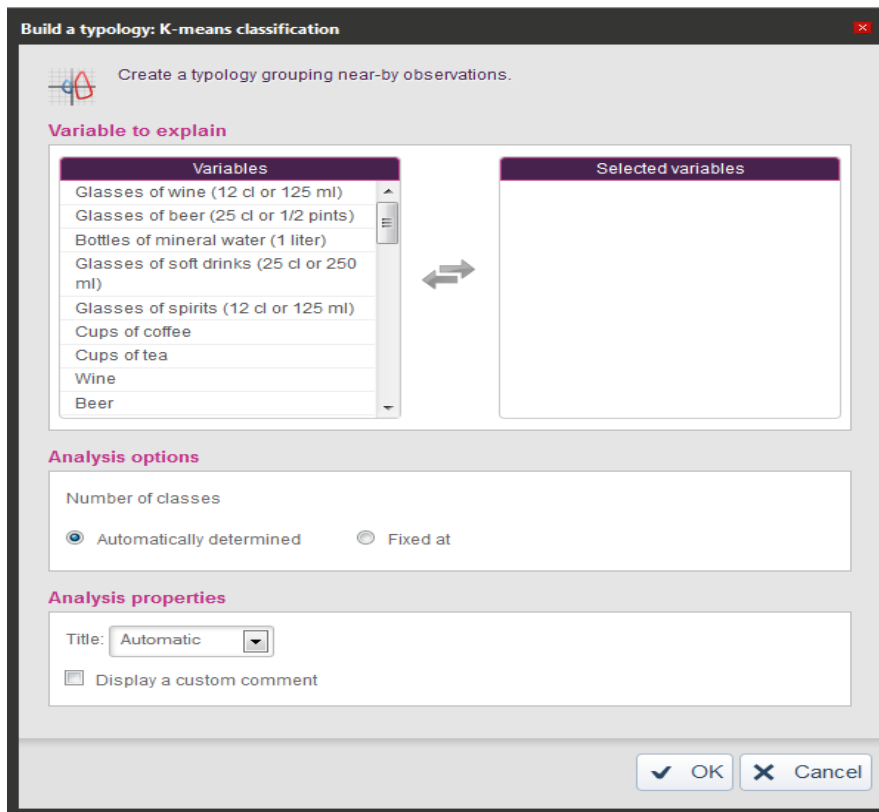 Build a typology: K-means classification
Create a typology grouping near-by observations.
Variable to explain
Variables
Selected variables
Glasses of wine (12 cl or 125 ml)
Glasses of beer (25 cl or 1/2 pints)
Bottles of mineral water (1 liter)
Glasses of soft drinks (25 cl or 250
ml)
Glasses of spirits (12 cl or 125 ml)
Cups of coffee
Cups of tea
Wine
Beer
Analysis options
Number of classes
Automatically determined
Fixed at
Analysis properties
Title: Automatic
Display a custom comment
OK
Cancel